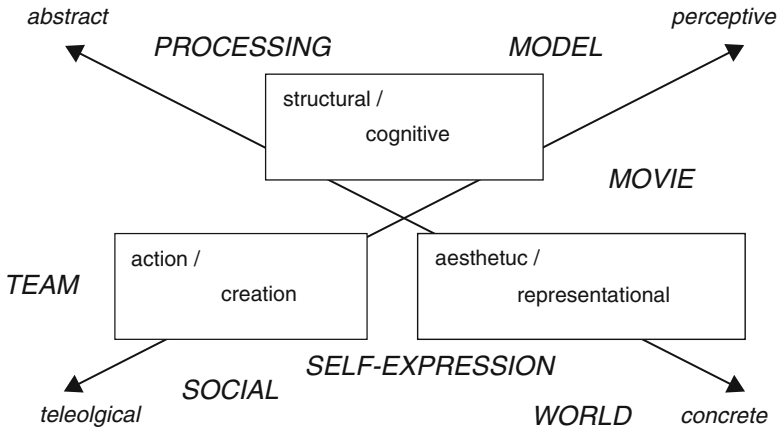 abstract
perceptive
PROCESSING
MODEL
structural /
cognitive
MOVIE
action /
creation
aesthetuc /
representational
TEAM
SELF-EXPRESSION
SOCIAL
WORLD
teleolgical
concrete